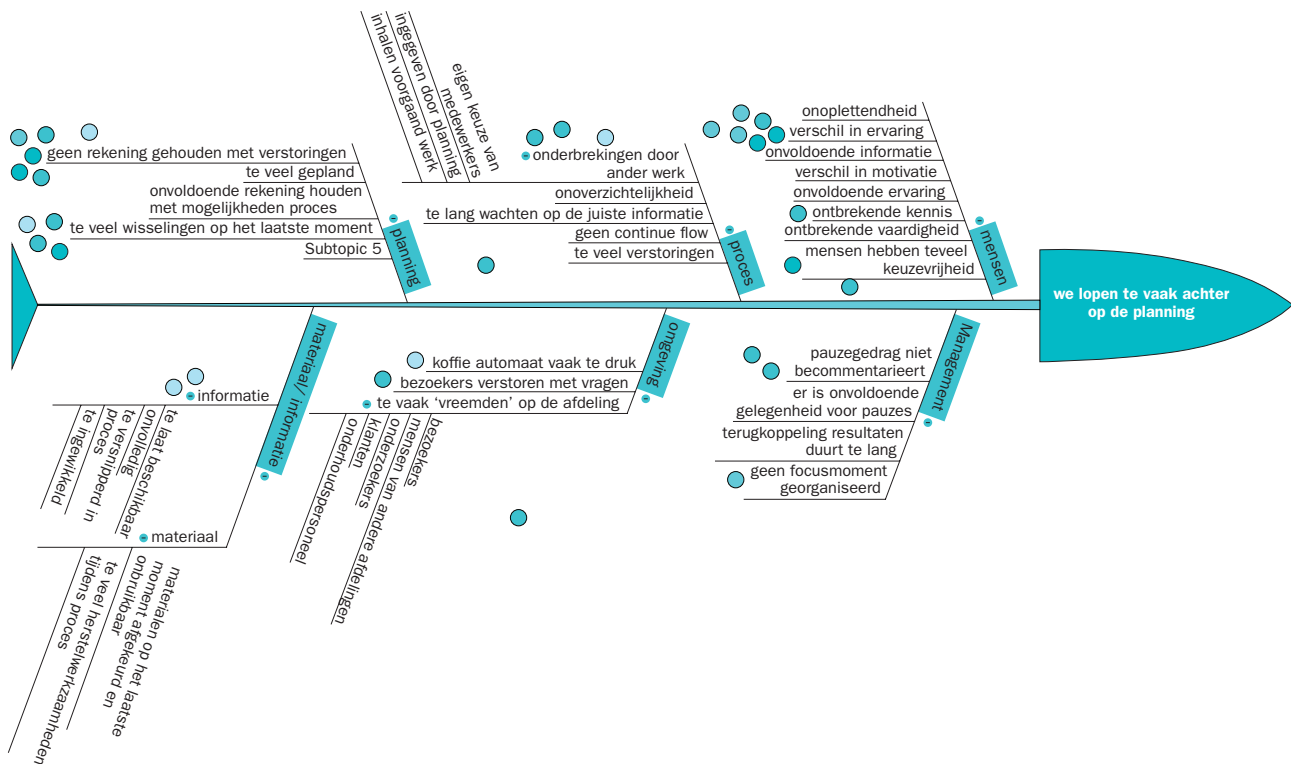 inhalen voorgaand werk
ingegeven door planning
eigen keuze van
medewerkers
geen rekening gehouden met verstoringen
te veel gepland
onvoldoende rekening houden
met mogelijkheden proces
te veel wisselingen op het laatste moment
Subtopic 5
planning
onderbrekingen door
ander werk
onoverzichtelijkheid
te lang wachten op de juiste informatie
geen continue flow
te veel verstoringen
proces
onoplettendheid
verschil in ervaring
onvoldoende informatie
verschil in motivatie
onvoldoende ervaring
ontbrekende kennis
ontbrekende vaardigheid
mensen hebben teveel
keuzevrijheid
mensen
we lopen te vaak achter
op de planning
materiaal/ informatie
informatie
te laat beschikbaar
onvolledig
te versnipperd in
proces
te ingewikkeld
materiaal
materialen op het laatste
moment afgekeurd en
onbruikbaar
te veel herstelwerkzaamheden
tijdens proces
omgeving
koffie automaat vaak te druk
bezoekers verstoren met vragen
te vaak ‘vreemden’ op de afdeling
bezoekers
mensen van andere afdelingen
onderzoekers
klanten
onderhoudspersoneel
Management
pauzegedrag niet
becommentarieert
er is onvoldoende
gelegenheid voor pauzes
terugkoppeling resultaten
duurt te lang
geen focusmoment
georganiseerd